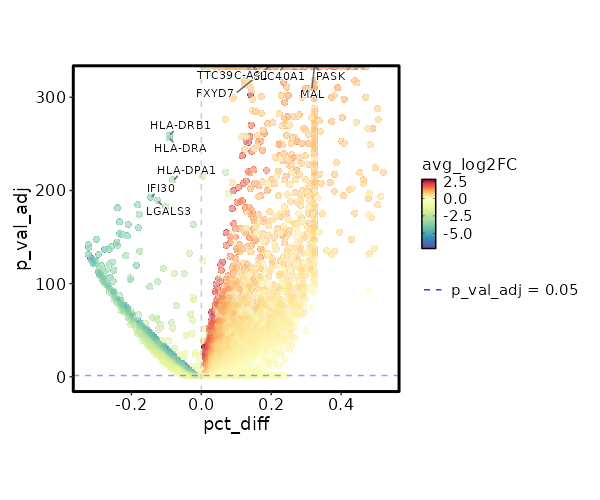 TTC39C-AS1
SLC40A1
PASK
FXYD7
MAL
HLA-DRB1
HLA-DRA
HLA-DPA1
IFI30
LGALS3
300
200
100
0
p_val_adj
-0.2
0.0
0.2
0.4
pct_diff
avg_log2FC
2.5
0.0
-2.5
-5.0
p_val_adj = 0.05